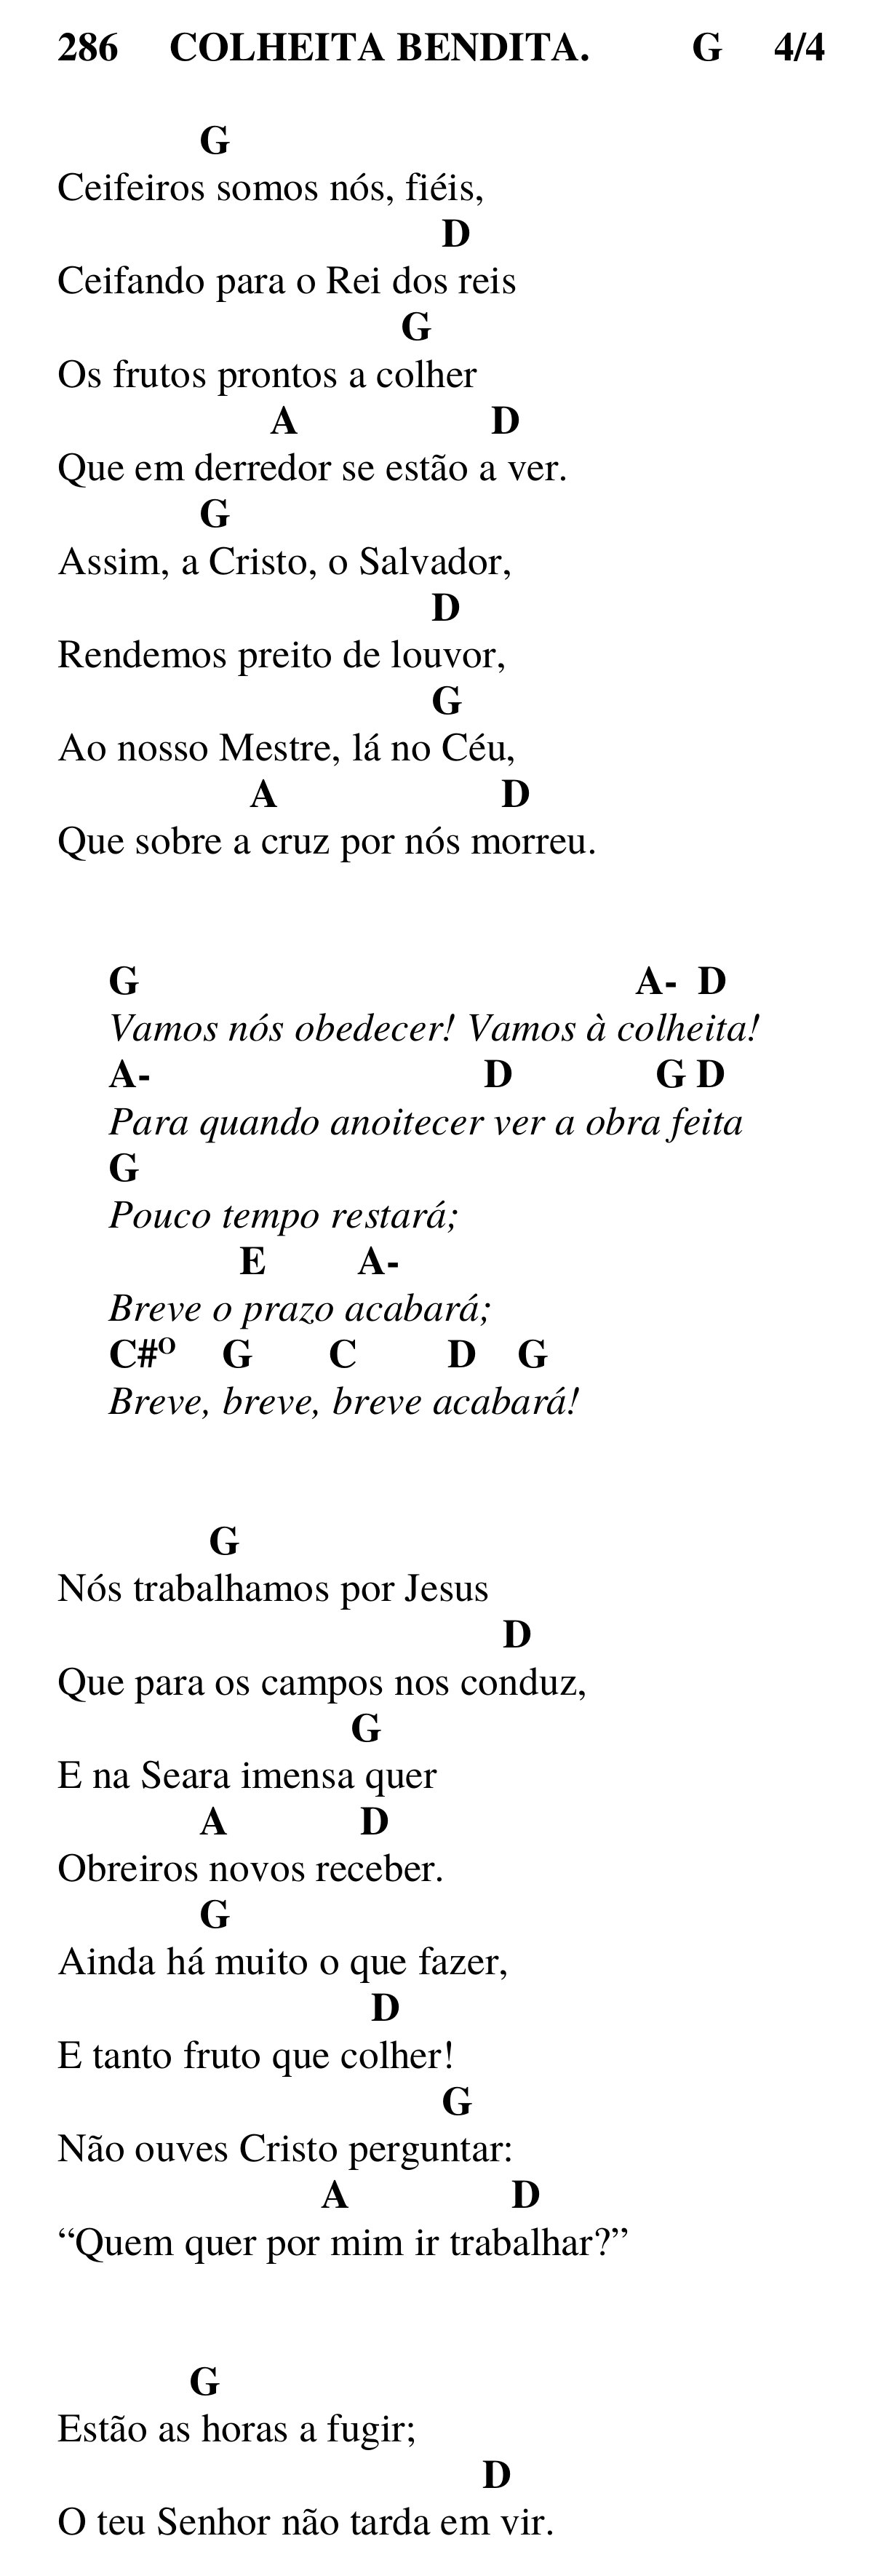 286 COLHEITA BENDITA. G 4/4
G
Ceifeiros somos nós, fiéis,
D
Ceifando para o Rei dos reis
G
Os frutos prontos a colher
A D
Que em derredor se estão a ver.
G
Assim, a Cristo, o Salvador,
D
Rendemos preito de louvor,
G
Ao nosso Mestre, lá no Céu,
A D
Que sobre a cruz por nós morreu.
G A- D
Vamos nós obedecer! Vamos à colheita!
A- D G D
Para quando anoitecer ver a obra feita
G
Pouco tempo restará;
E A-
Breve o prazo acabará;
C#º G C D G
Breve, breve, breve acabará!
G
Nós trabalhamos por Jesus
D
Que para os campos nos conduz,
G
E na Seara imensa quer
A D
Obreiros novos receber.
G
Ainda há muito o que fazer,
D
E tanto fruto que colher!
G
Não ouves Cristo perguntar:
A D
“Quem quer por mim ir trabalhar?”
G
Estão as horas a fugir;
D
O teu Senhor não tarda em vir.